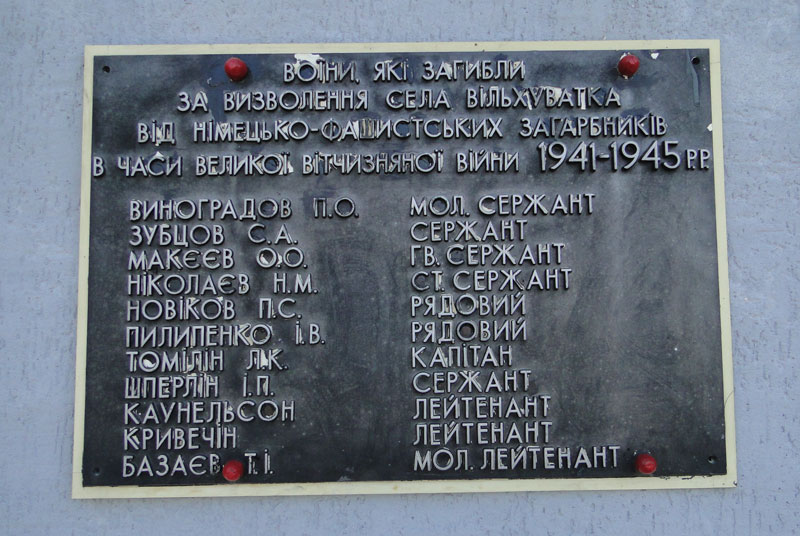 ВОЇНИ, ЯКІ ЗАГИБЛИ
ЗА ВИЗВОЛЕННЯ СЕЛА ВІЛЬХУВАТКА
ВІД НІМЕЦЬКО-ФАШИСТСЬКИХ ЗАГАРБНИКІВ
В ЧАСИ ВЕЛИКОЇ ВІТЧИЗНЯНОЇ ВІЙНИ 1941-1945 Р.Р.
ВИНОГРАДОВ П.О. МОЛ. СЕРЖАНТ
ЗУБЦОВ С.А. СЕРЖАНТ
МАКЄЄВ О.О. ГВ. СЕРЖАНТ
НІКОЛАЄВ Н.М. СТ. СЕРЖАНТ
НОВІКОВ П.С. РЯДОВИЙ
ПИЛИПЕНКО І.В. РЯДОВИЙ
ТОМІЛІН Л.К. КАПІТАН
ШПЕРЛІН І.П. СЕРЖАНТ
КАУНЕЛЬСОН ЛЕЙТЕНАНТ
КРИВЕЧІН ЛЕЙТЕНАНТ
БАЗАЄВ Т.І. МОЛ. ЛЕЙТЕНАНТ